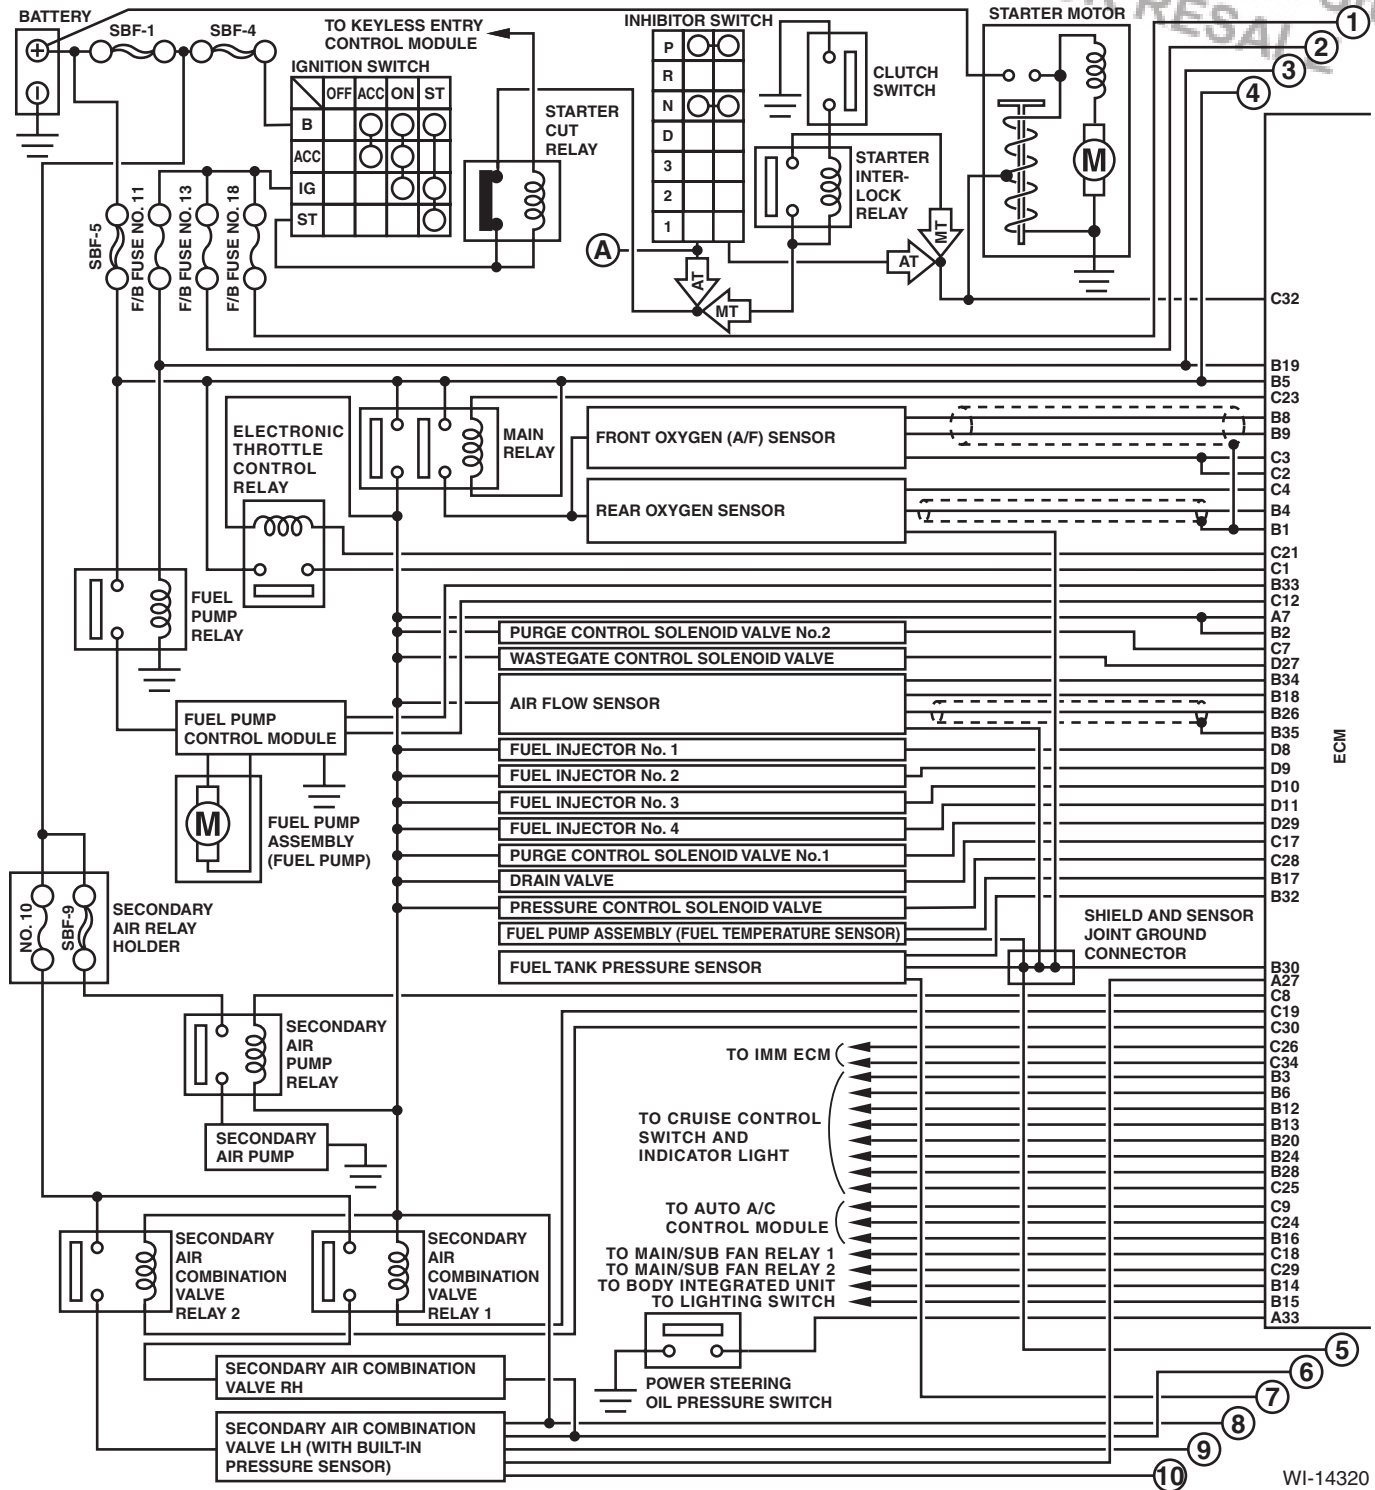 BATTERY
SBF-1
SBF-4
TO KEYLESS ENTRY
CONTROL MODULE
IGNITION SWITCH
OFF ACC ON ST
B
ACC
IG
ST
STARTER
CUT
RELAY
INHIBITOR SWITCH
P
R
N
D
3
2
1
CLUTCH
SWITCH
STARTER
INTER-
LOCK
RELAY
STARTER MOTOR
M
RESALE
1
2
3
4
SBF-5
F/B FUSE NO. 11
F/B FUSE NO. 13
F/B FUSE NO. 18
A
AT
MT
AT
MT
C32
B19
B5
C23
B8
B9
C3
C2
C4
B4
B1
C21
C1
B33
C12
A7
B2
C7
D27
B34
B18
B26
B35
D8
D9
D10
D11
D29
C17
C28
B17
B32
B30
A27
C8
C19
C30
C26
C34
B3
B6
B12
B13
B20
B24
B28
C25
C9
C24
B16
C18
C29
B14
B15
A33
ECM
ELECTRONIC
THROTTLE
CONTROL
RELAY
MAIN
RELAY
FRONT OXYGEN (A/F) SENSOR
REAR OXYGEN SENSOR
FUEL
PUMP
RELAY
PURGE CONTROL SOLENOID VALVE No.2
WASTEGATE CONTROL SOLENOID VALVE
AIR FLOW SENSOR
FUEL PUMP
CONTROL MODULE
FUEL INJECTOR No. 1
FUEL INJECTOR No. 2
FUEL INJECTOR No. 3
FUEL INJECTOR No. 4
PURGE CONTROL SOLENOID VALVE No.1
DRAIN VALVE
PRESSURE CONTROL SOLENOID VALVE
FUEL PUMP ASSEMBLY (FUEL TEMPERATURE SENSOR)
FUEL TANK PRESSURE SENSOR
M
FUEL PUMP
ASSEMBLY
(FUEL PUMP)
NO. 10
SBF-9
SECONDARY
AIR RELAY
HOLDER
SHIELD AND SENSOR
JOINT GROUND
CONNECTOR
SECONDARY
AIR
PUMP
RELAY
SECONDARY
AIR PUMP
TO IMM ECM
TO CRUISE CONTROL
SWITCH AND
INDICATOR LIGHT
TO AUTO A/C
CONTROL MODULE
TO MAIN/SUB FAN RELAY 1
TO MAIN/SUB FAN RELAY 2
TO BODY INTEGRATED UNIT
TO LIGHTING SWITCH
SECONDARY
AIR
COMBINATION
VALVE
RELAY 2
SECONDARY
AIR
COMBINATION
VALVE
RELAY 1
POWER STEERING
OIL PRESSURE SWITCH
SECONDARY AIR COMBINATION
VALVE RH
SECONDARY AIR COMBINATION
VALVE LH (WITH BUILT-IN
PRESSURE SENSOR)
5
6
7
8
9
10
WI-14320